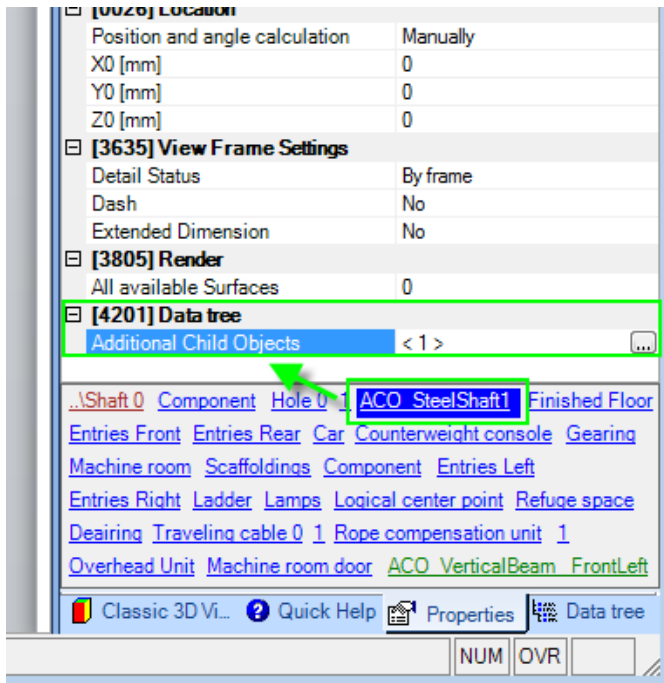 [0026] Location
Position and angle calculation Manually
X0 [mm] 0
Y0 [mm] 0
Z0 [mm] 0
[3635] View Frame Settings
Detail Status By frame
Dash No
Extended Dimension No
[3805] Render
All available Surfaces 0
[4201] Data tree
Additional Child Objects < 1 > ...
..\Shaft 0 Component Hole 0 1 ACO_SteelShaft1 Finished Floor
Entries Front Entries Rear Car Counterweight console Gearing
Machine room Scaffoldings Component Entries Left
Entries Right Ladder Lamps Logical center point Refuge space
Deairing Traveling cable 0 1 Rope compensation unit 1
Overhead Unit Machine room door ACO_VerticalBeam_FrontLeft
Classic 3D Vi... Quick Help Properties Data tree
NUM OVR